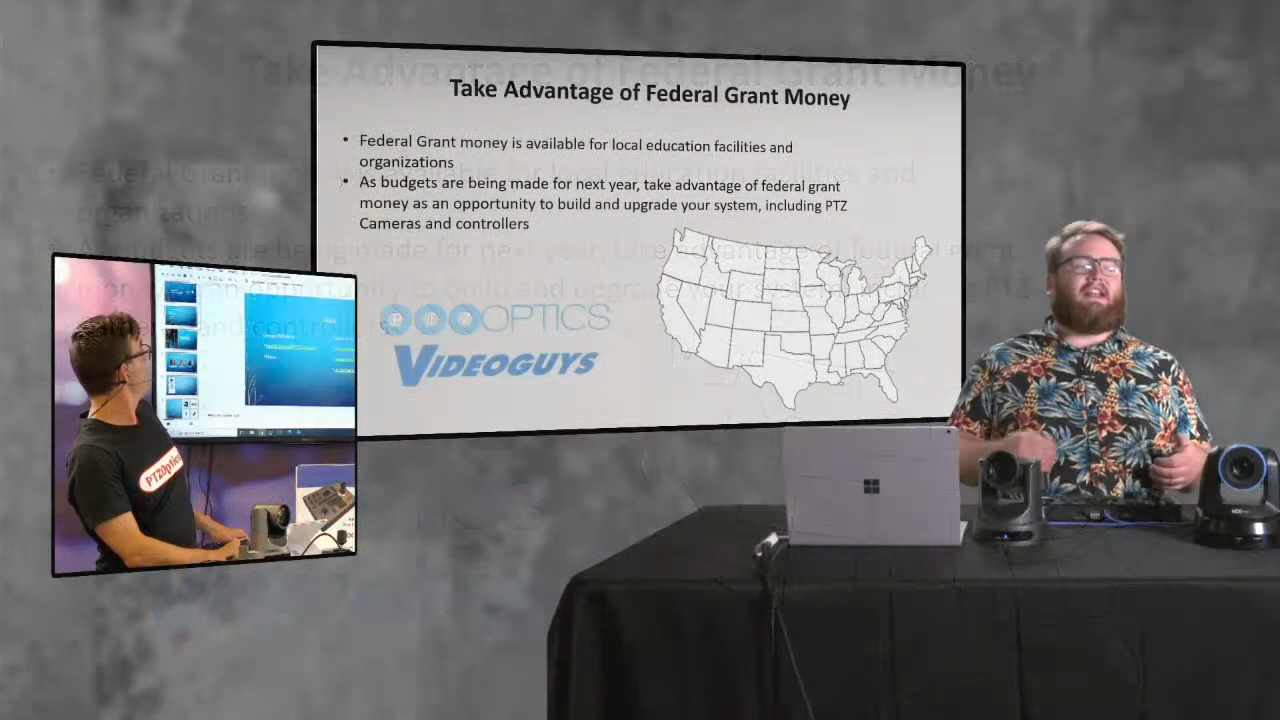 Take Advantage of Federal Grant Money
• Federal Grant money is available for local education facilities and
organizations
• As budgets are being made for next year, take advantage of federal grant
money as an opportunity to build and upgrade your system, including PTZ
Cameras and controllers
PTZOPTICS
VIDEOGUYS
PTZOptics